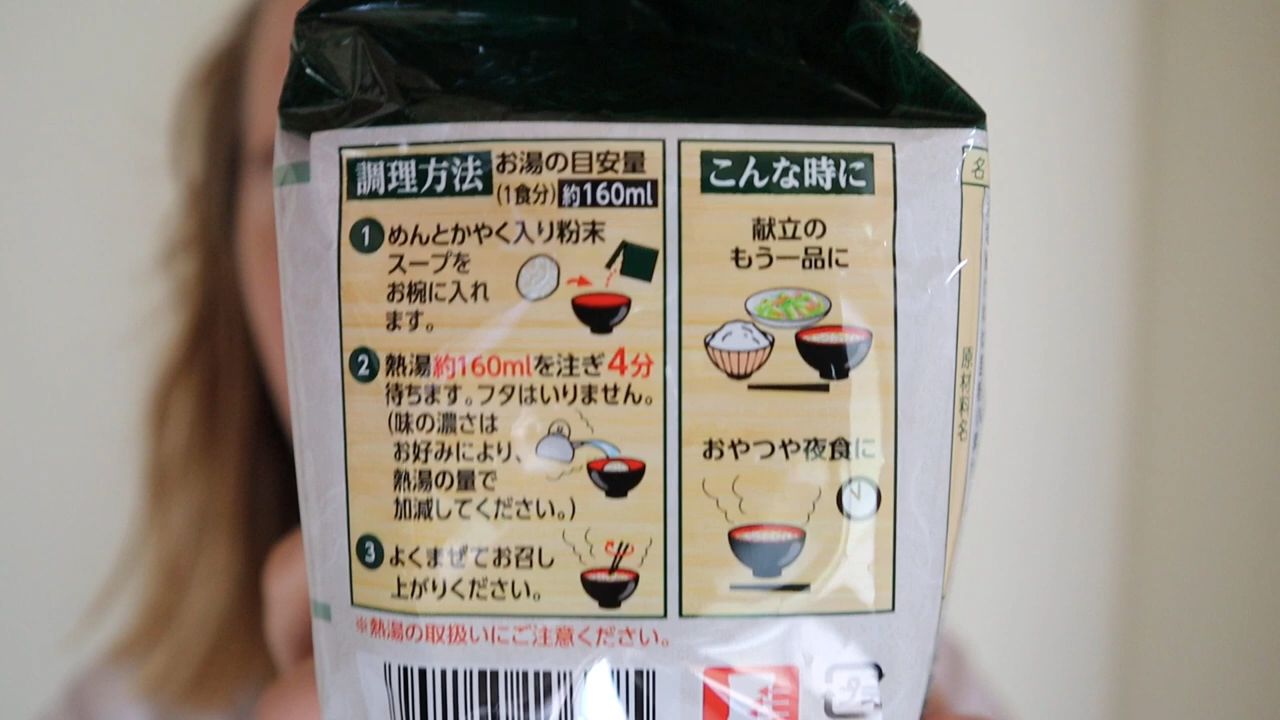 調理方法
お湯の目安量
(1食分)約160ml
1 めんとかやく入り粉末
スープを
お椀に入れ
ます。
2 熱湯約160mlを注ぎ4分
待ちます。フタはいりません。
(味の濃さは
お好みにより、
熱湯の量で
加減してください。)
3 よくまぜてお召し
上がりください。
※熱湯の取扱いにご注意ください。
こんな時に
献立の
もう一品に
おやつや夜食に
名
原材料名